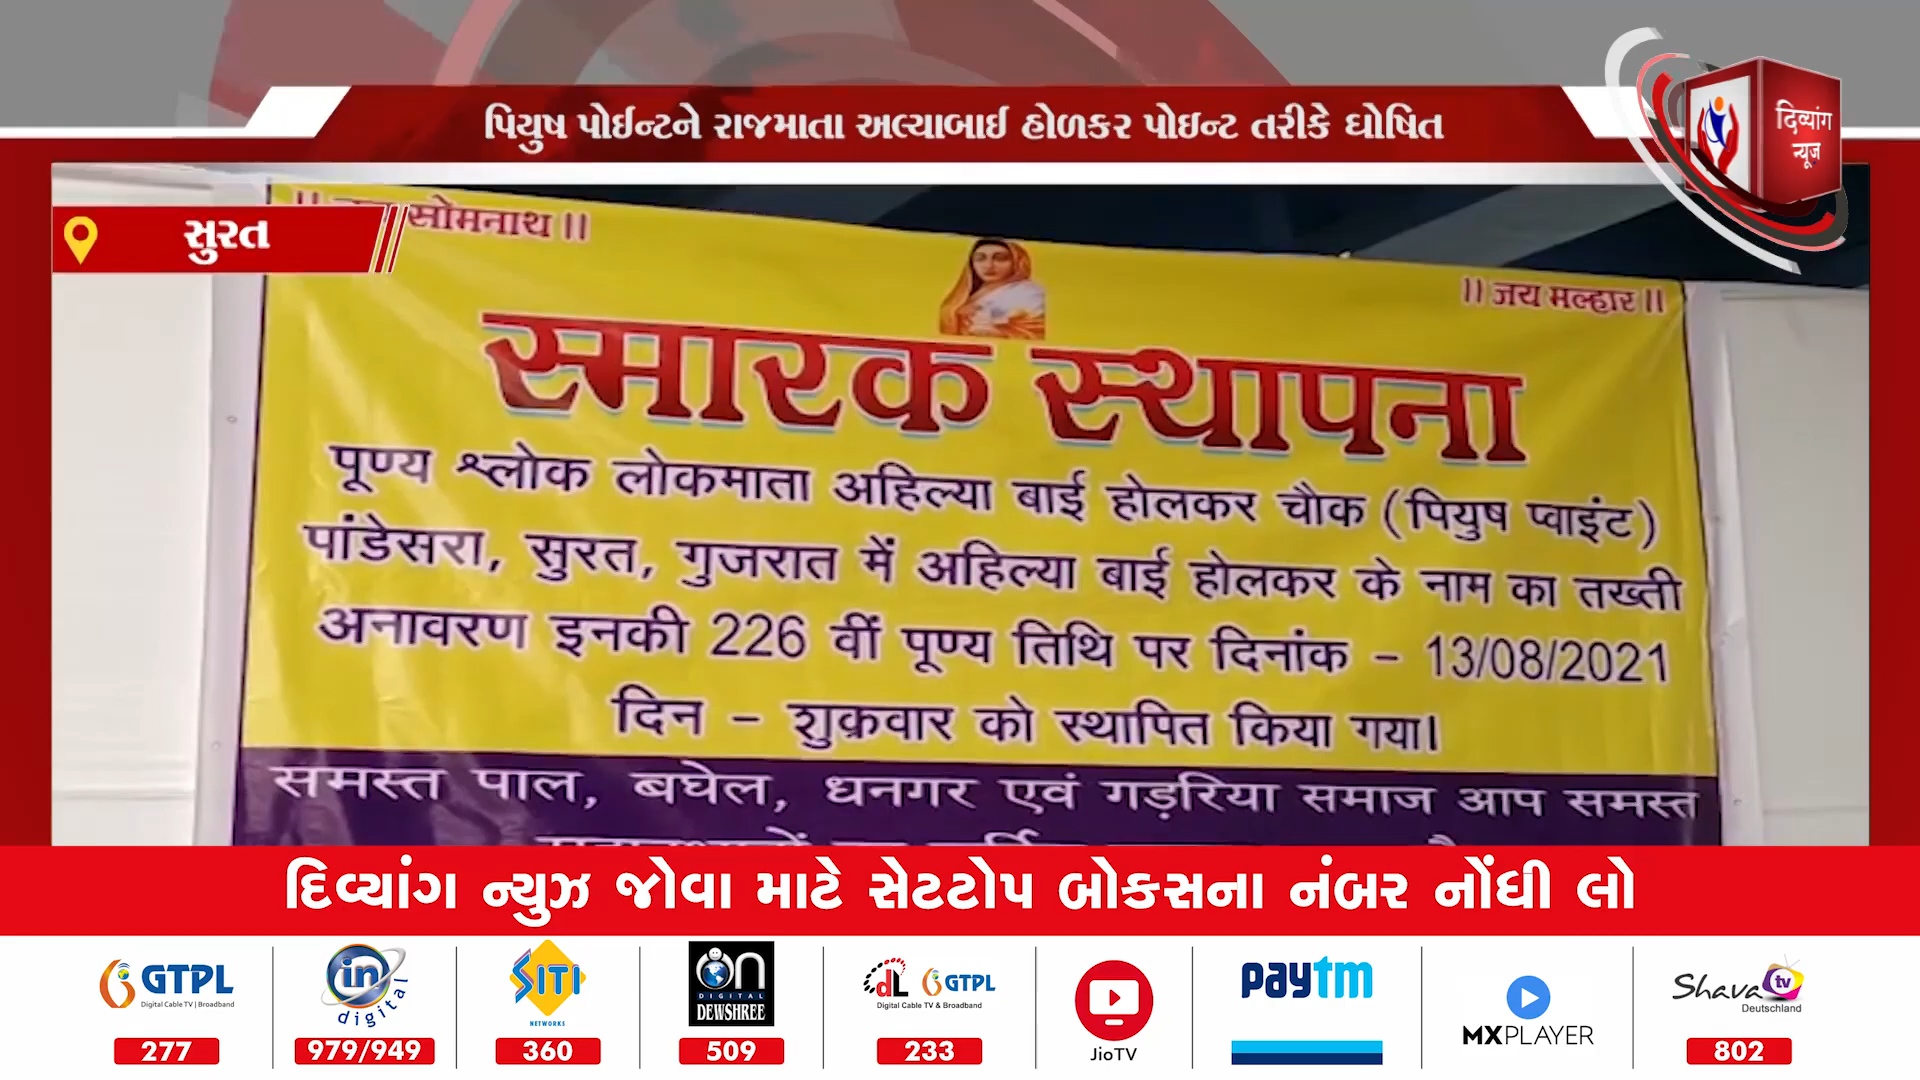 પિયુષ પોઈન્ટને રાજમાતા અલ્યાબાઈ હોળકર પોઇન્ટ તરીકે ઘોષિત
दिव्यांग
न्यूज़
સુરત
सोमनाथ ||
|| जय मल्हार ||
स्मारक स्थापना
पूण्य श्लोक लोकमाता अहिल्या बाई होलकर चौक (पियुष प्वाइंट)
पांडेसरा, सुरत, गुजरात में अहिल्या बाई होलकर के नाम का तख्ती
अनावरण इनकी 226 वीं पूण्य तिथि पर दिनांक - 13/08/2021
दिन - शुक्रवार को स्थापित किया गया।
समस्त पाल, बघेल, धनगर एवं गड़रिया समाज आप समस्त
દિવ્યાંગ ન્યુઝ જોવા માટે સેટટોપ બોકસના નંબર નોંધી લો
GTPL
Digital Cable TV | Broadband
277
in digital
979/949
SITI
NETWORKS
360
ON
DIGITAL
DEWSHREE
509
dL GTPL
Digital Cable TV & Broadband
233
JioTV
paytm
MXPLAYER
Shava tv
Deutschland
802